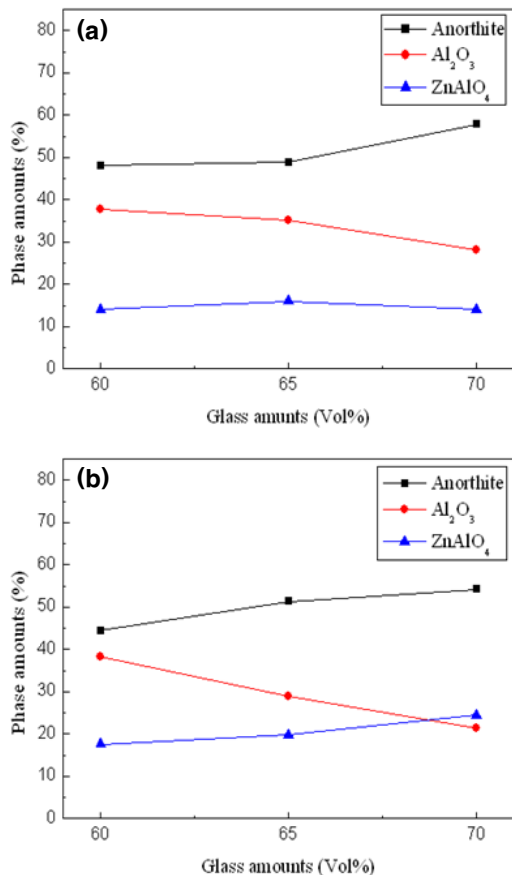 (a)
Anorthite
Al₂O₃
ZnAlO₄
80
70
60
50
40
30
20
10
0
Phase amounts (%)
60 65 70
Glass amunts (Vol%)
(b)
Anorthite
Al₂O₃
ZnAlO₄
80
70
60
50
40
30
20
10
0
Phase amounts (%)
60 65 70
Glass amounts (Vol%)